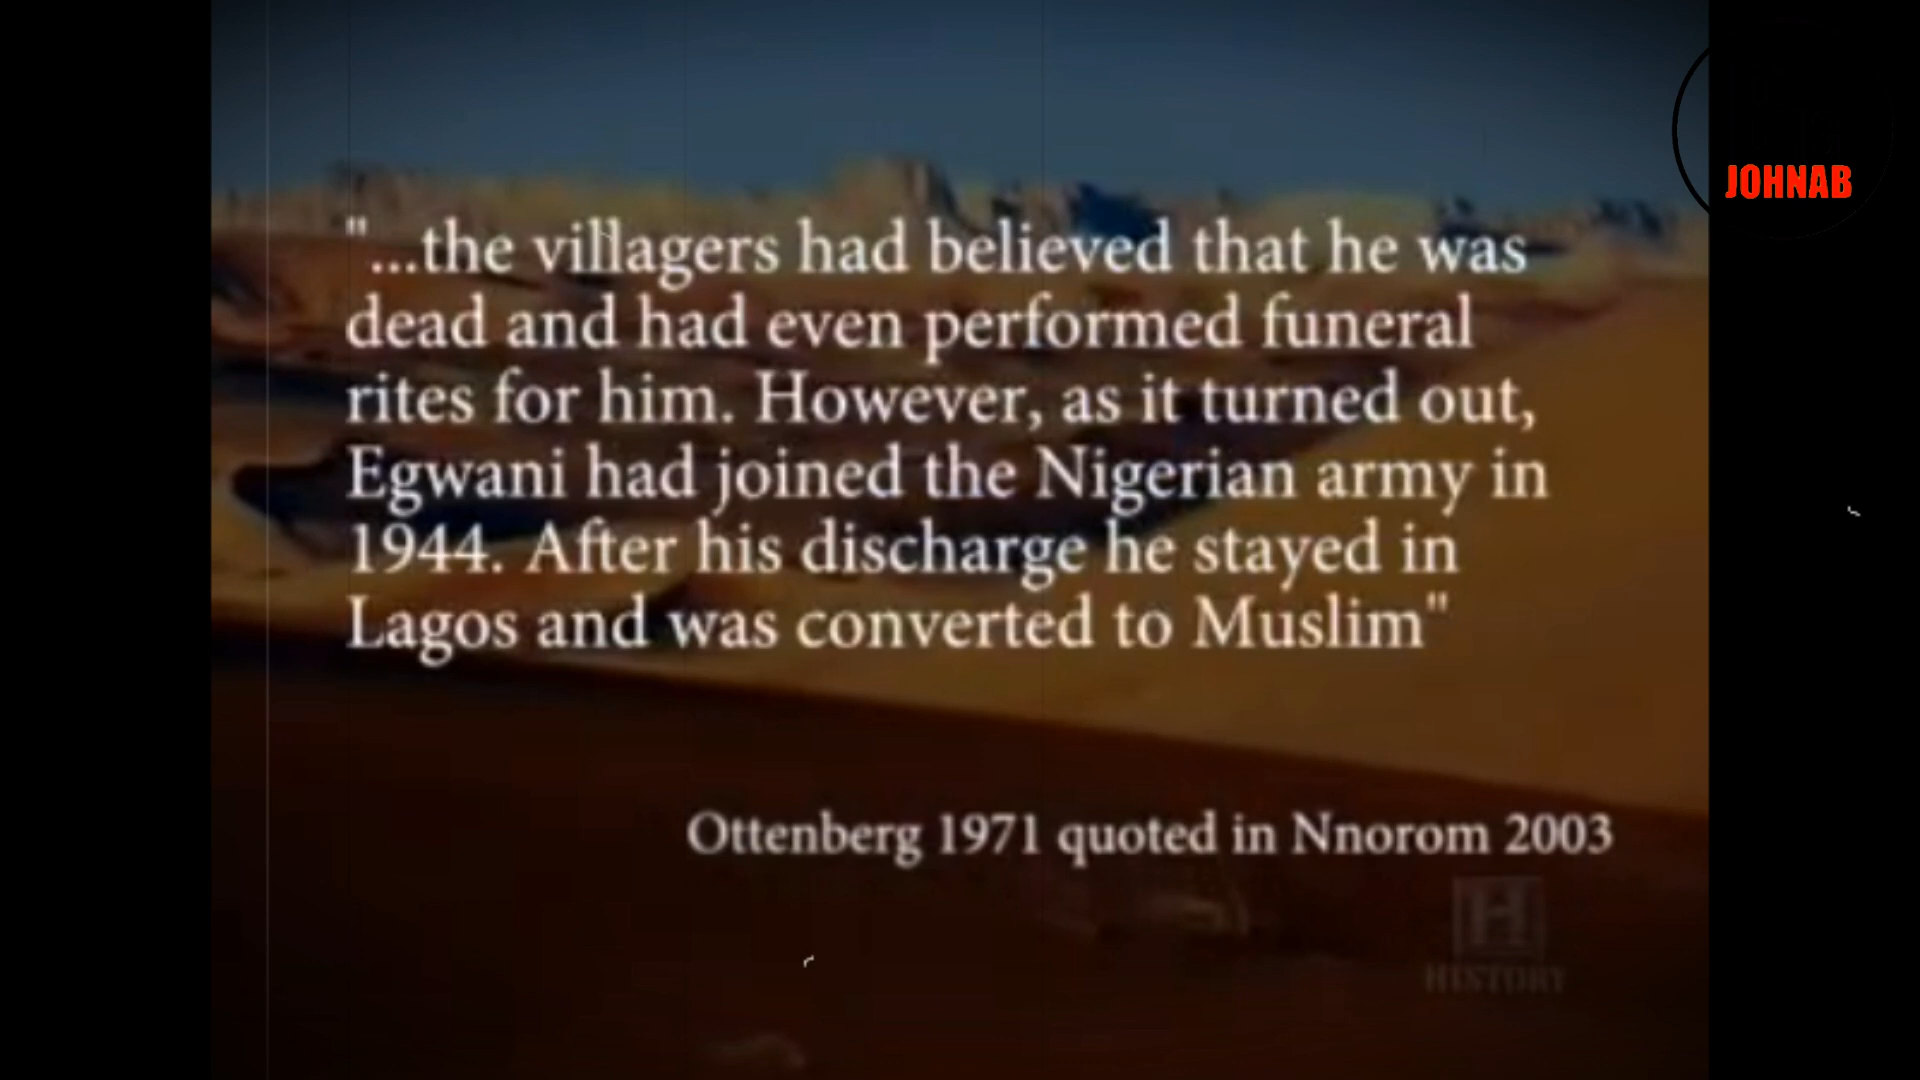 JOHNAB
"...the villagers had believed that he was
dead and had even performed funeral
rites for him. However, as it turned out,
Egwani had joined the Nigerian army in
1944. After his discharge he stayed in
Lagos and was converted to Muslim"
Ottenberg 1971 quoted in Nnorom 2003
H
HISTORY